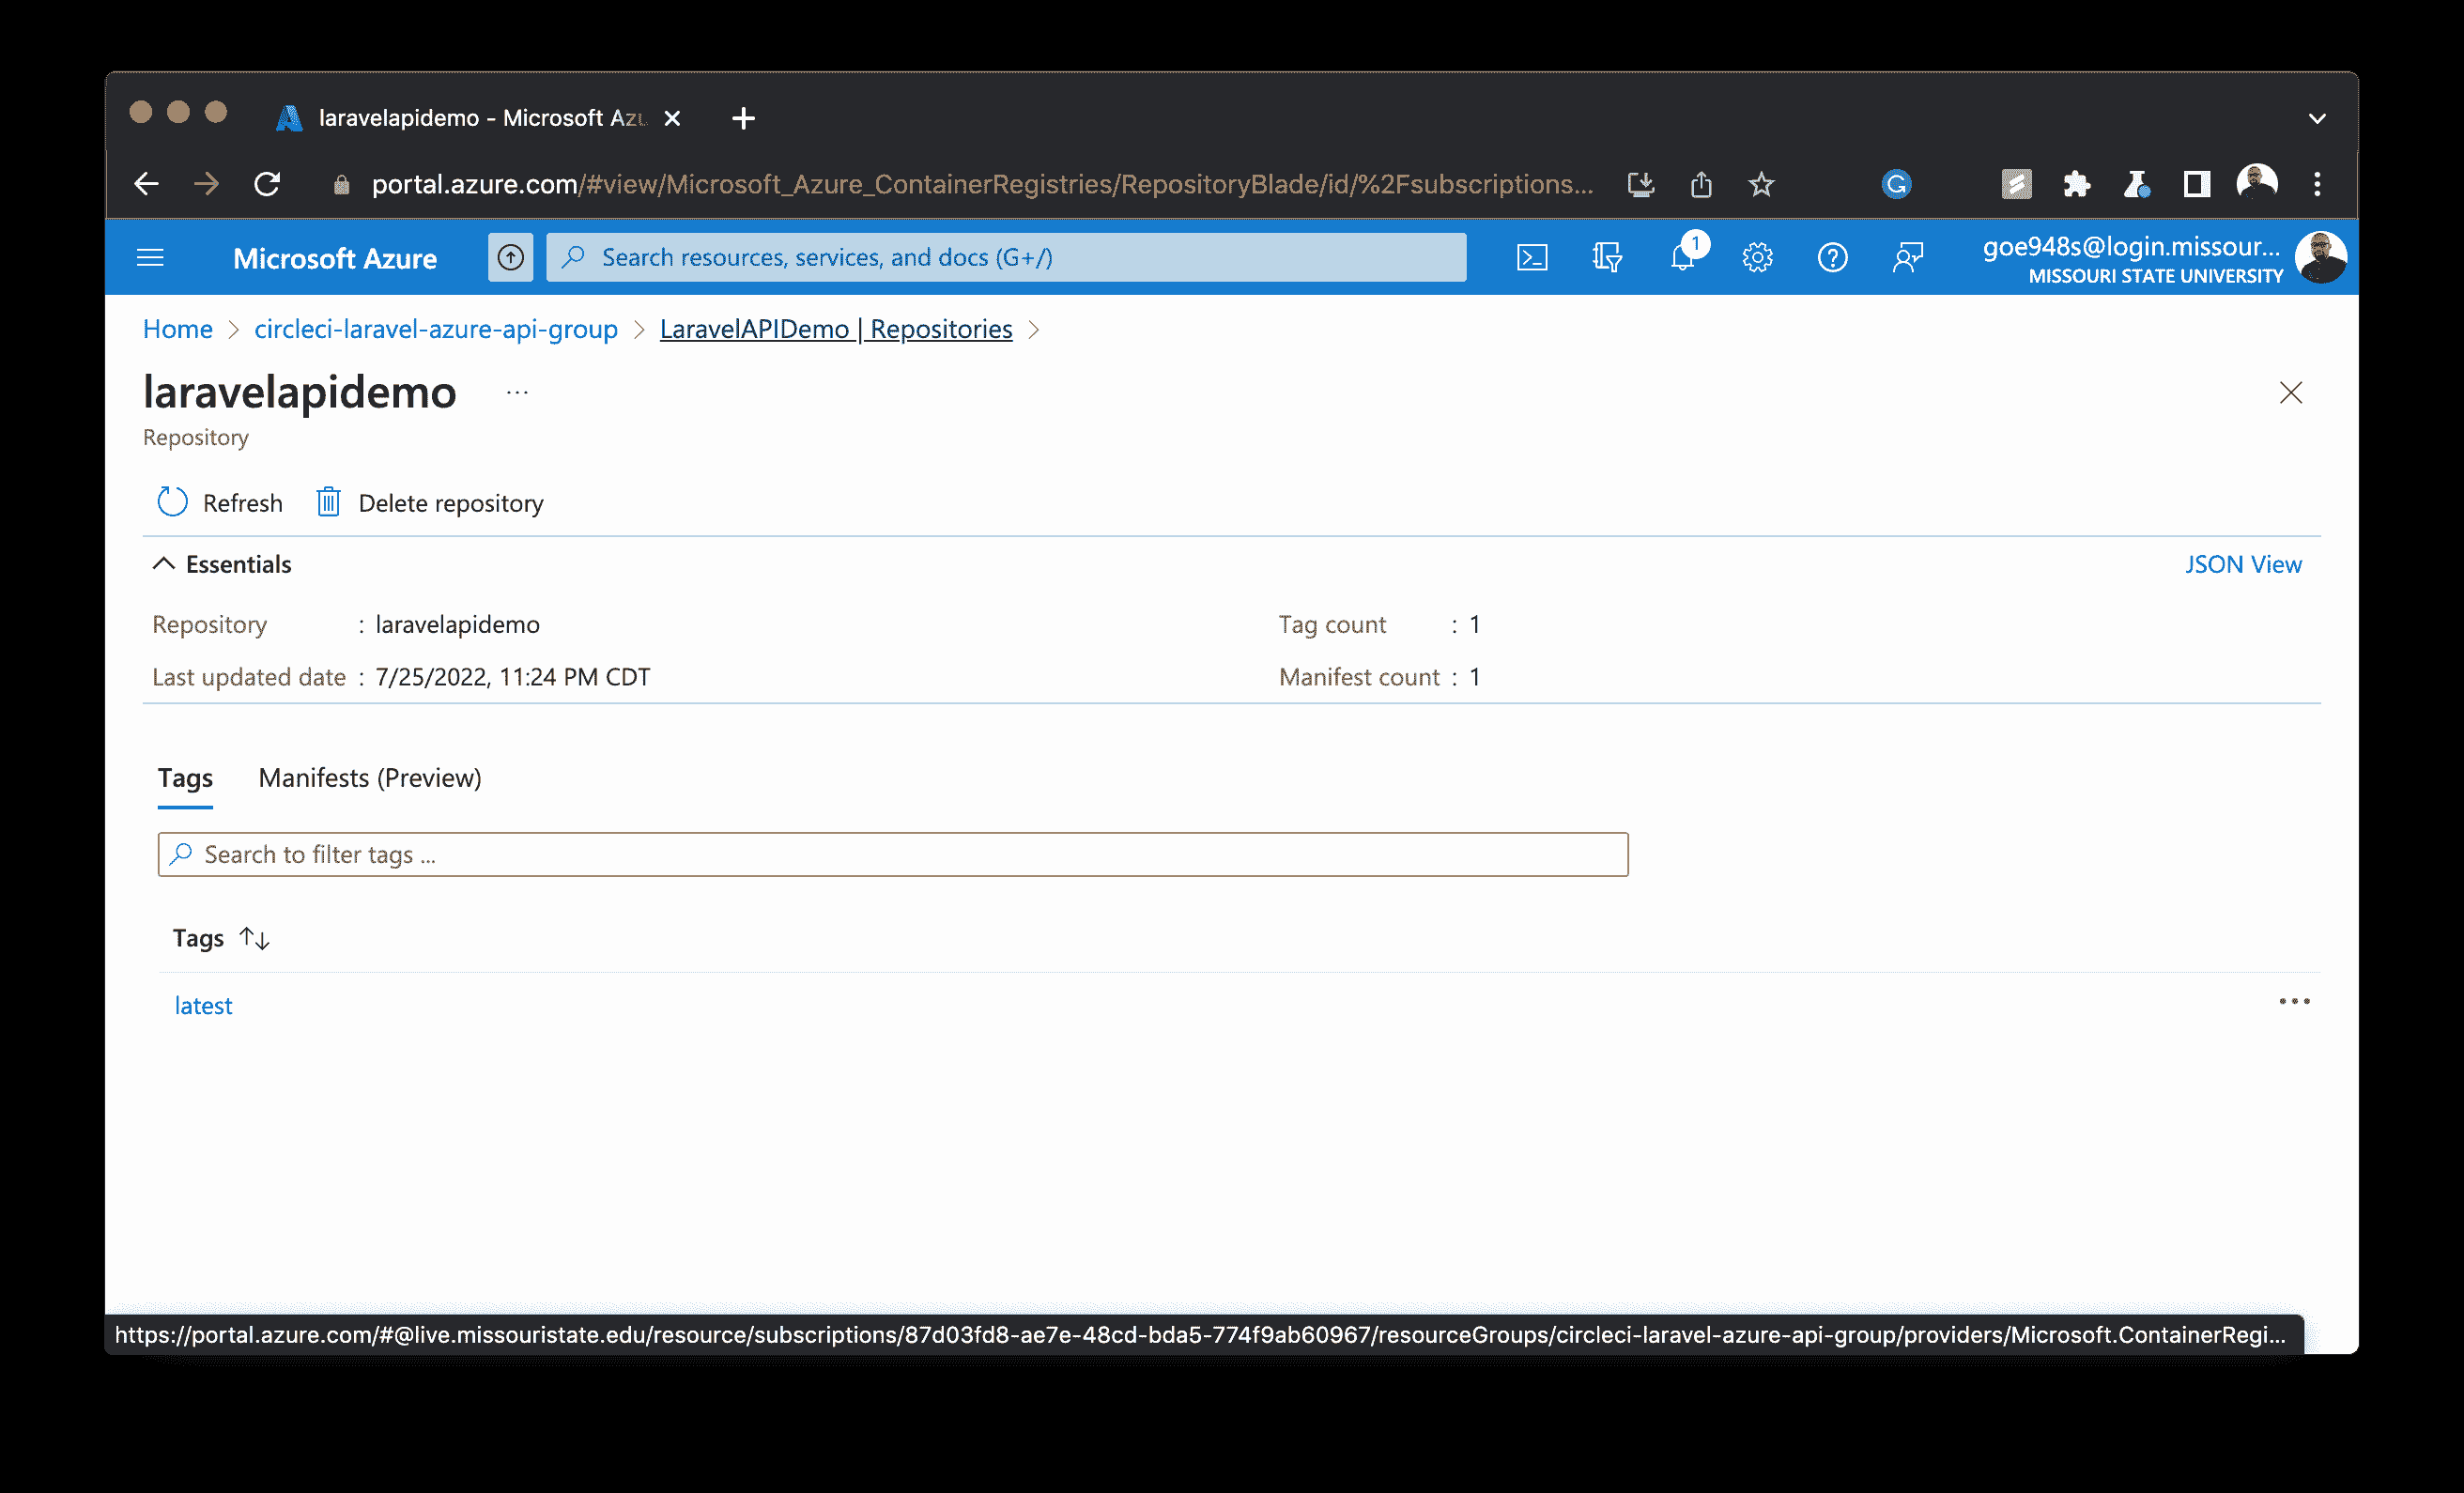 laravelapidemo - Microsoft Azu
portal.azure.com/#view/Microsoft_Azure_ContainerRegistries/RepositoryBlade/id/%2Fsubscriptions...
Microsoft Azure
Search resources, services, and docs (G+/)
1
goe948s@login.missour...
MISSOURI STATE UNIVERSITY
Home > circleci-laravel-azure-api-group > LaravelAPIDemo | Repositories >
laravelapidemo ...
Repository
Refresh Delete repository
Essentials JSON View
Repository : laravelapidemo Tag count : 1
Last updated date : 7/25/2022, 11:24 PM CDT Manifest count : 1
Tags Manifests (Preview)
Search to filter tags ...
Tags ↑↓
latest
https://portal.azure.com/#@live.missouristate.edu/resource/subscriptions/87d03fd8-ae7e-48cd-bda5-774f9ab60967/resourceGroups/circleci-laravel-azure-api-group/providers/Microsoft.ContainerRegi...